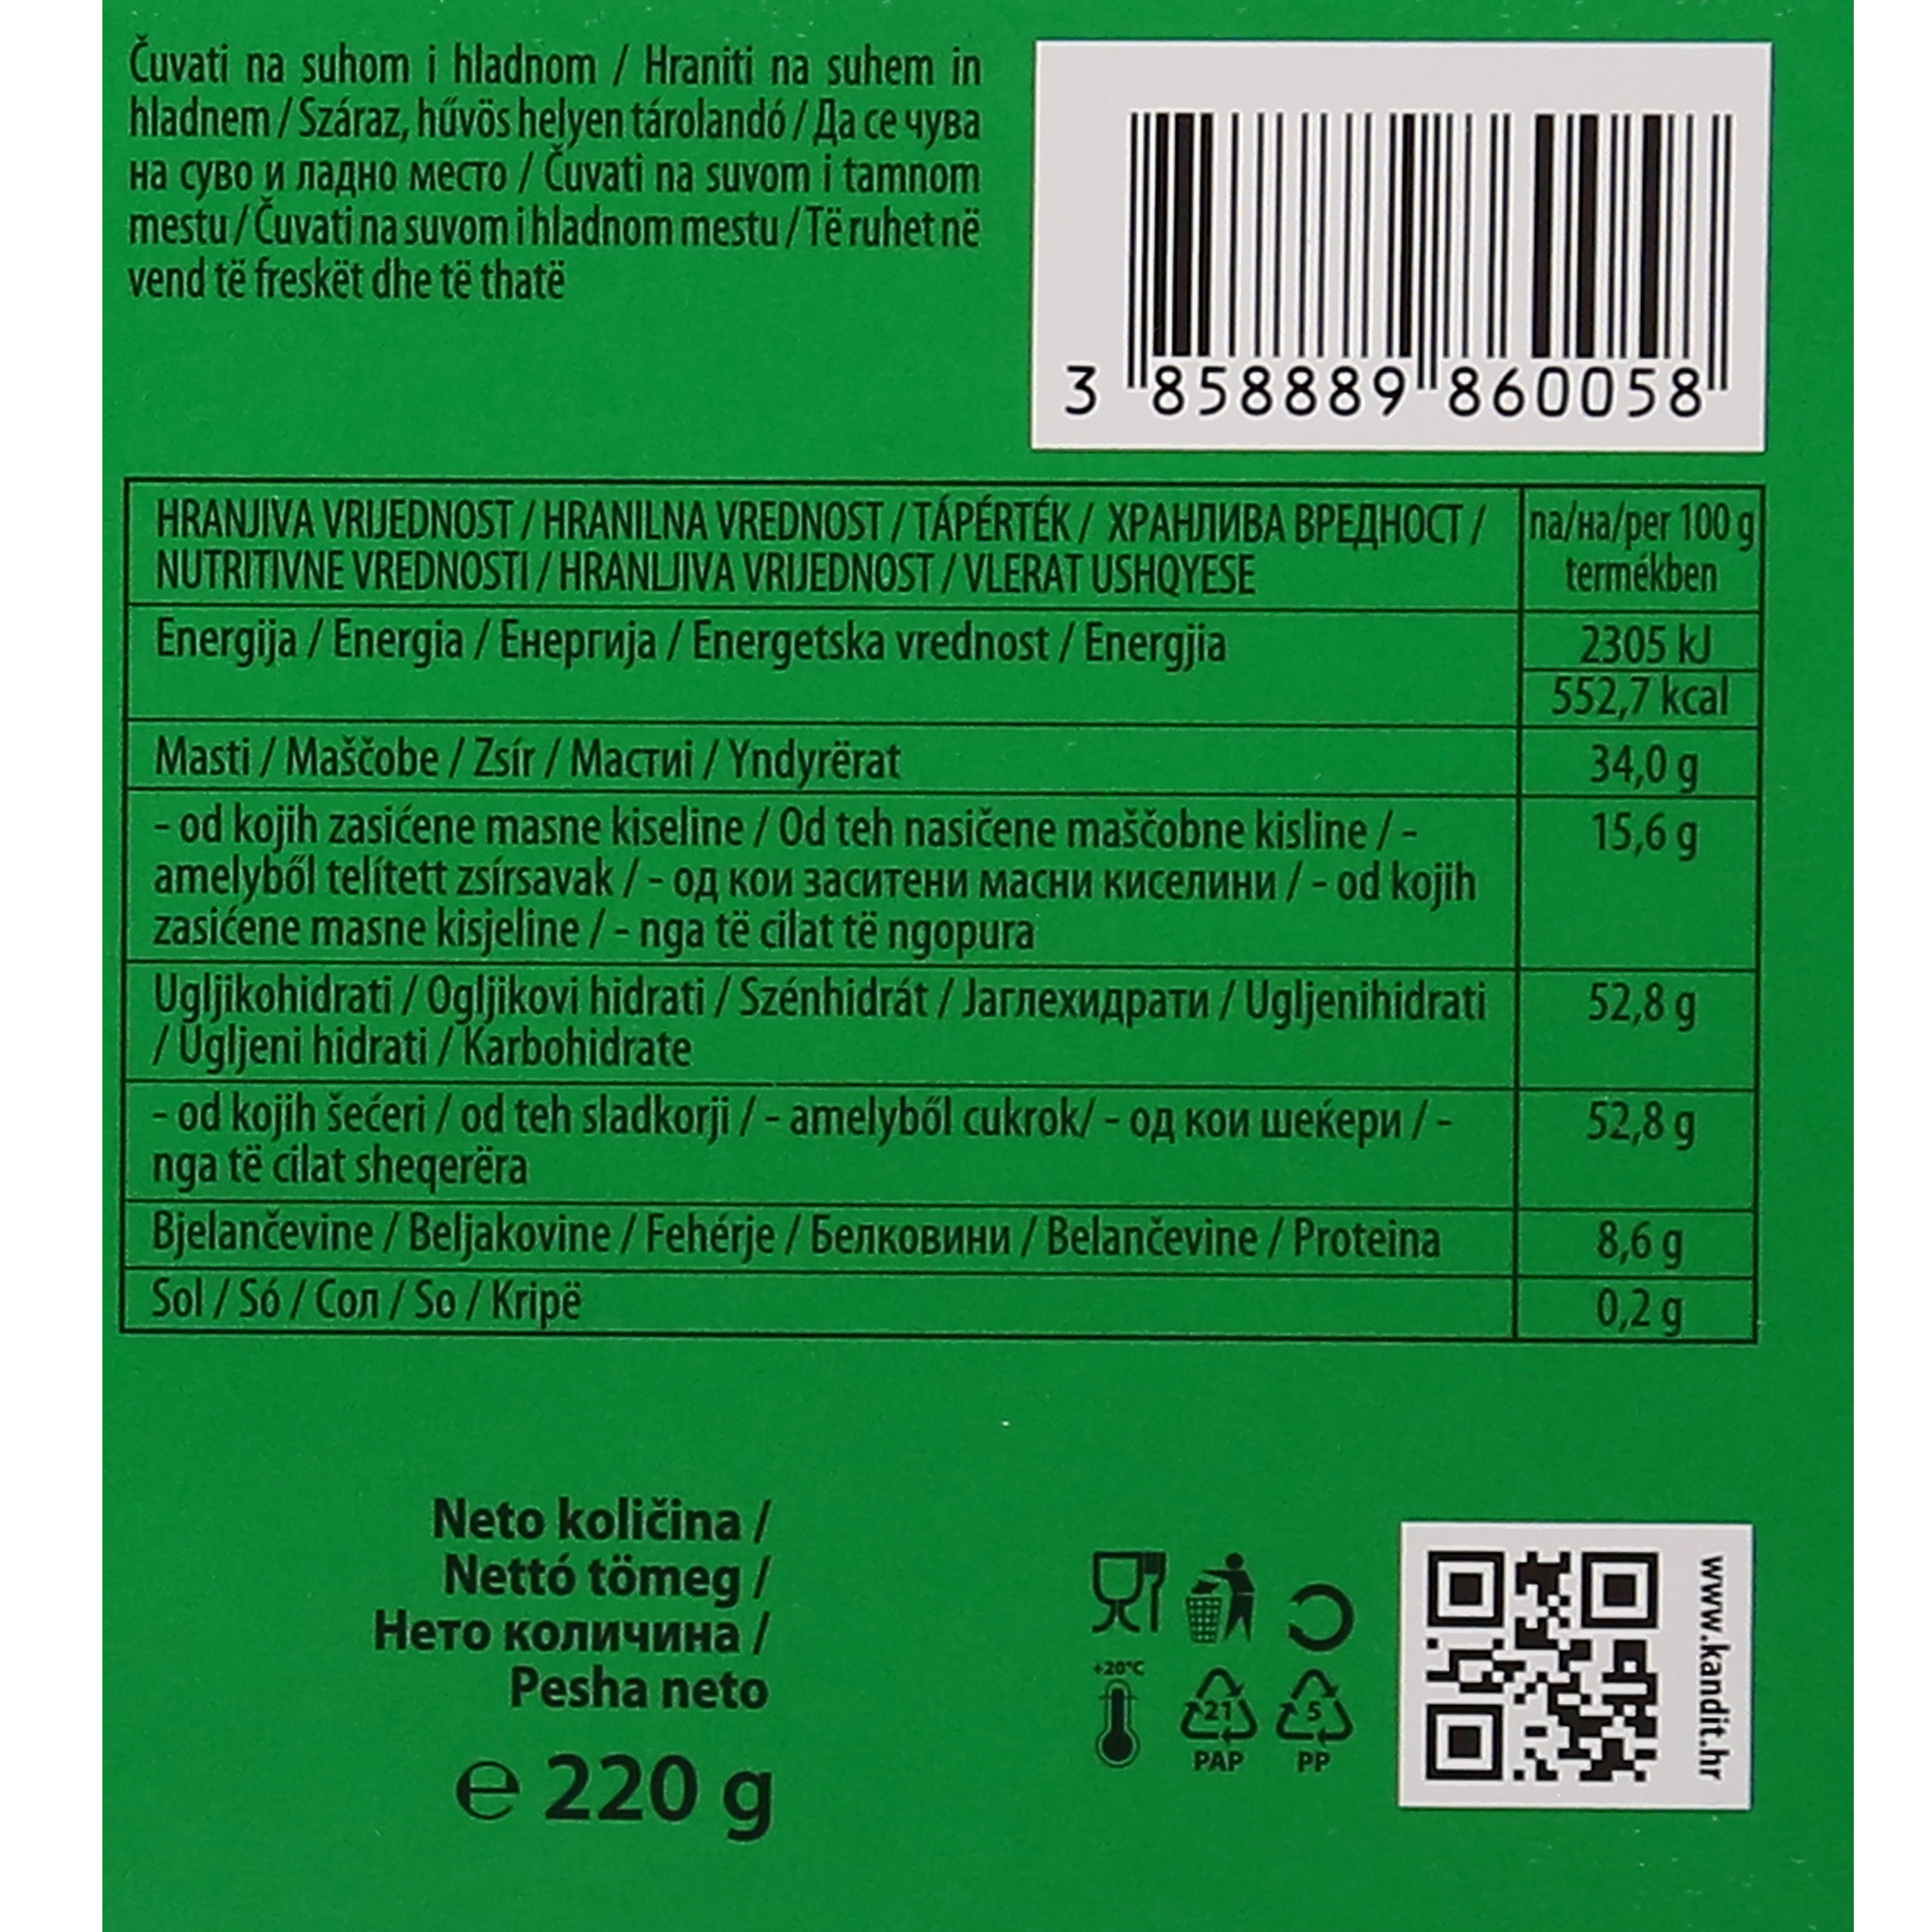 Čuvati na suhom i hladnom / Hraniti na suhem in
hladnem / Száraz, hűvös helyen tárolandó / Да се чува
на суво и ладно место / Čuvati na suvom i tamnom
mestu / Čuvati na suvom i hladnom mestu / Të ruhet në
vend të freskët dhe të thatë
3 858889 860058
HRANJIVA VRIJEDNOST / HRANILNA VREDNOST / TÁPÉRTÉK / ХРАНЛИВА ВРЕДНОСТ /
NUTRITIVNE VREDNOSTI / HRANLJIVA VRIJEDNOST / VLERAT USHQYESE
na/на/per 100 g
termékben
Energija / Energia / Енергија / Energetska vrednost / Energjia
2305 kJ
552,7 kcal
Masti / Maščobe / Zsír / Мастиi / Yndyrërat
34,0 g
- od kojih zasićene masne kiseline / Od teh nasičene maščobne kisline / -
amelyből telített zsírsavak / - од кои заситени масни киселини / - od kojih
zasićene masne kisjeline / - nga të cilat të ngopura
15,6 g
Ugljikohidrati / Ogljikovi hidrati / Szénhidrát / Јаглехидрати / Ugljenihidrati
/ Ugljeni hidrati / Karbohidrate
52,8 g
- od kojih šećeri / od teh sladkorji / - amelyből cukrok/ - од кои шеќери / -
nga të cilat sheqerëra
52,8 g
Bjelančevine / Beljakovine / Fehérje / Белковини / Belančevine / Proteina
8,6 g
Sol / Só / Сол / So / Kripë
0,2 g
Neto količina /
Nettó tömeg /
Нето количина /
Pesha neto
℮ 220 g
+20°C
21
PAP
5
PP
www.kandit.hr